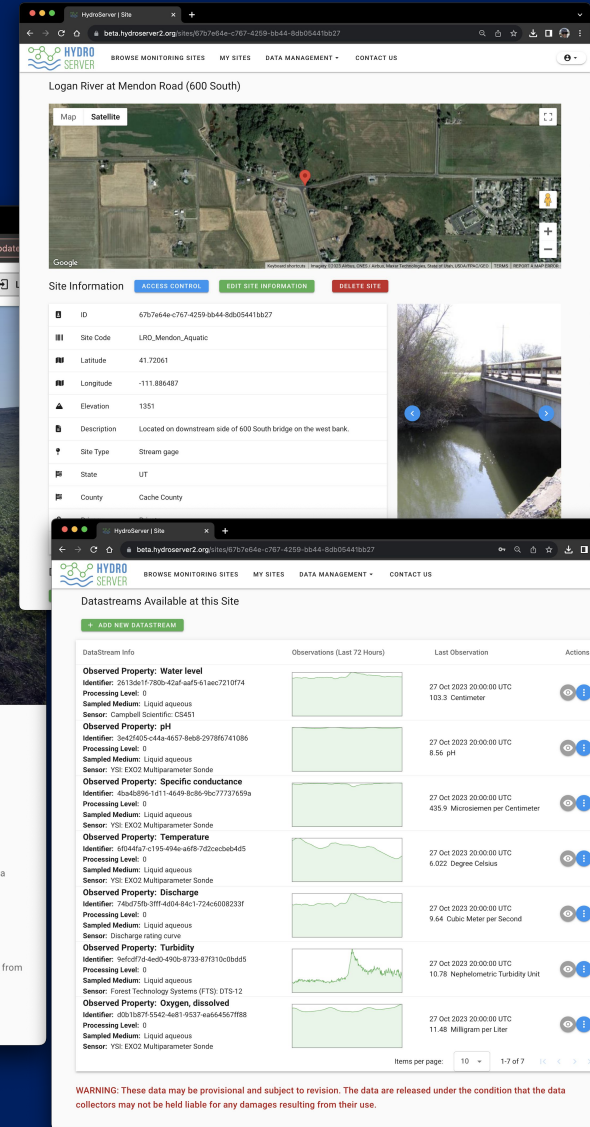 HydroServer | Site
beta.hydroserver2.org/sites/67b7e64e-c767-4259-bb44-8db05441bb27
HYDRO
SERVER
BROWSE MONITORING SITES MY SITES DATA MANAGEMENT CONTACT US
Logan River at Mendon Road (600 South)
Map Satellite
Google
Keyboard shortcuts Imagery ©2023 Airbus, CNES / Airbus, Maxar Technologies, State of Utah, USDA/FPAC/GEO TERMS REPORT A MAP ERROR
Site Information ACCESS CONTROL EDIT SITE INFORMATION DELETE SITE
ID 67b7e64e-c767-4259-bb44-8db05441bb27
Site Code LRO_Mendon_Aquatic
Latitude 41.72061
Longitude -111.886487
Elevation 1351
Description Located on downstream side of 600 South bridge on the west bank.
Site Type Stream gage
State UT
County Cache County
from
HydroServer | Site
beta.hydroserver2.org/sites/67b7e64e-c767-4259-bb44-8db05441bb27
HYDRO
SERVER
BROWSE MONITORING SITES MY SITES DATA MANAGEMENT CONTACT US
Datastreams Available at this Site
+ ADD NEW DATASTREAM
DataStream Info Observations (Last 72 Hours) Last Observation Actions
Observed Property: Water level
Identifier: 2613de1f-780b-42af-aaf5-61aec7210f74
Processing Level: 0
Sampled Medium: Liquid aqueous
Sensor: Campbell Scientific: CS451
27 Oct 2023 20:00:00 UTC
103.3 Centimeter
Observed Property: pH
Identifier: 3e42f405-c44a-4657-8eb8-2978f6741086
Processing Level: 0
Sampled Medium: Liquid aqueous
Sensor: YSI: EXO2 Multiparameter Sonde
27 Oct 2023 20:00:00 UTC
8.56 pH
Observed Property: Specific conductance
Identifier: 4ba4b896-1d11-4649-8c86-9bc77737659a
Processing Level: 0
Sampled Medium: Liquid aqueous
Sensor: YSI: EXO2 Multiparameter Sonde
27 Oct 2023 20:00:00 UTC
435.9 Microsiemen per Centimeter
Observed Property: Temperature
Identifier: 6f044fa7-c195-494e-a6f8-7d2cecbeb4d5
Processing Level: 0
Sampled Medium: Liquid aqueous
Sensor: YSI: EXO2 Multiparameter Sonde
27 Oct 2023 20:00:00 UTC
6.022 Degree Celsius
Observed Property: Discharge
Identifier: 74bd75fb-3fff-4d04-84c1-724c6008233f
Processing Level: 0
Sampled Medium: Liquid aqueous
Sensor: Discharge rating curve
27 Oct 2023 20:00:00 UTC
9.64 Cubic Meter per Second
Observed Property: Turbidity
Identifier: 9efcdf7d-4ed0-490b-8733-87f310c0bdd5
Processing Level: 0
Sampled Medium: Liquid aqueous
Sensor: Forest Technology Systems (FTS): DTS-12
27 Oct 2023 20:00:00 UTC
10.78 Nephelometric Turbidity Unit
Observed Property: Oxygen, dissolved
Identifier: d0b1b87f-5542-4e81-9537-ea664567ff88
Processing Level: 0
Sampled Medium: Liquid aqueous
Sensor: YSI: EXO2 Multiparameter Sonde
27 Oct 2023 20:00:00 UTC
11.48 Milligram per Liter
Items per page: 10 1-7 of 7
WARNING: These data may be provisional and subject to revision. The data are released under the condition that the data
collectors may not be held liable for any damages resulting from their use.